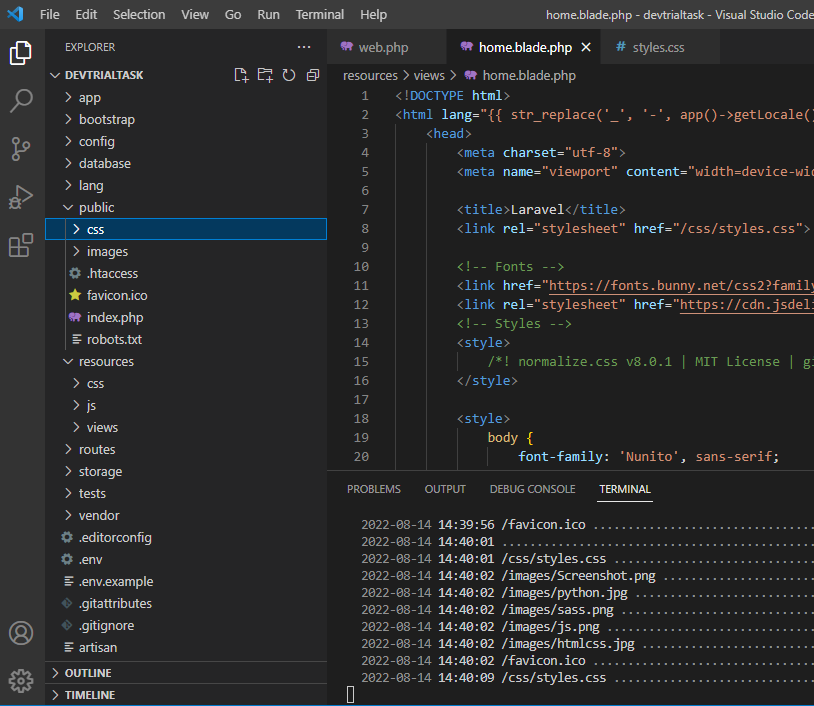 File Edit Selection View Go Run Terminal Help home.blade.php - devtrialtask - Visual Studio Code
EXPLORER ...
DEVTRIALTASK
app
bootstrap
config
database
lang
public
css
images
.htaccess
favicon.ico
index.php
robots.txt
resources
css
js
views
routes
storage
tests
vendor
.editorconfig
.env
.env.example
.gitattributes
.gitignore
artisan
OUTLINE
TIMELINE
web.php home.blade.php styles.css
resources > views > home.blade.php
1 <!DOCTYPE html>
2 <html lang="{{ str_replace('_', '-', app()->getLocale()
3 <head>
4 <meta charset="utf-8">
5 <meta name="viewport" content="width=device-wid
6
7 <title>Laravel</title>
8 <link rel="stylesheet" href="/css/styles.css">
9
10 <!-- Fonts -->
11 <link href="https://fonts.bunny.net/css2?family
12 <link rel="stylesheet" href="https://cdn.jsdeli
13 <!-- Styles -->
14 <style>
15 /*! normalize.css v8.0.1 | MIT License | gi
16 </style>
17
18 <style>
19 body {
20 font-family: 'Nunito', sans-serif;
PROBLEMS OUTPUT DEBUG CONSOLE TERMINAL
2022-08-14 14:39:56 /favicon.ico ..............................
2022-08-14 14:40:01 ..........................................
2022-08-14 14:40:01 /css/styles.css ...........................
2022-08-14 14:40:02 /images/Screenshot.png ....................
2022-08-14 14:40:02 /images/python.jpg ........................
2022-08-14 14:40:02 /images/sass.png ..........................
2022-08-14 14:40:02 /images/js.png ............................
2022-08-14 14:40:02 /images/htmlcss.jpg .......................
2022-08-14 14:40:02 /favicon.ico ..............................
2022-08-14 14:40:09 /css/styles.css ...........................